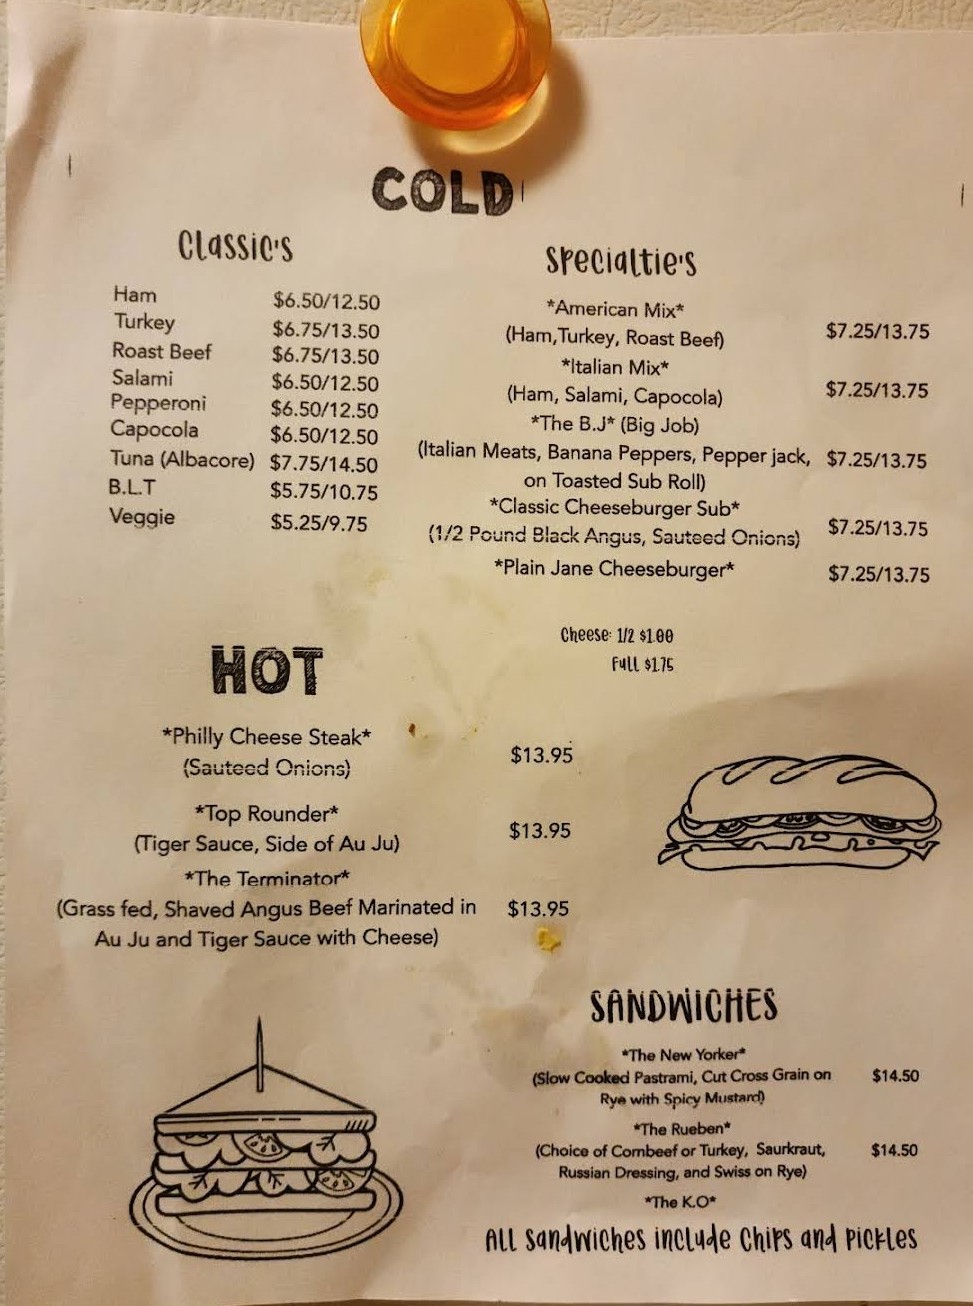 COLD
Classic's
Ham $6.50/12.50
Turkey $6.75/13.50
Roast Beef $6.75/13.50
Salami $6.50/12.50
Pepperoni $6.50/12.50
Capocola $6.50/12.50
Tuna (Albacore) $7.75/14.50
B.L.T $5.75/10.75
Veggie $5.25/9.75
Specialtie's
*American Mix*
(Ham,Turkey, Roast Beef) $7.25/13.75
*Italian Mix*
(Ham, Salami, Capocola) $7.25/13.75
*The B.J* (Big Job)
(Italian Meats, Banana Peppers, Pepper jack, $7.25/13.75
on Toasted Sub Roll)
*Classic Cheeseburger Sub*
(1/2 Pound Black Angus, Sauteed Onions) $7.25/13.75
*Plain Jane Cheeseburger* $7.25/13.75
Cheese: 1/2 $1.00
Full $1.75
HOT
*Philly Cheese Steak*
(Sauteed Onions) $13.95
*Top Rounder*
(Tiger Sauce, Side of Au Ju) $13.95
*The Terminator*
(Grass fed, Shaved Angus Beef Marinated in $13.95
Au Ju and Tiger Sauce with Cheese)
SANDWICHES
*The New Yorker*
(Slow Cooked Pastrami, Cut Cross Grain on $14.50
Rye with Spicy Mustard)
*The Rueben*
(Choice of Cornbeef or Turkey, Saurkraut, $14.50
Russian Dressing, and Swiss on Rye)
*The K.O*
All sandwiches include Chips and Pickles